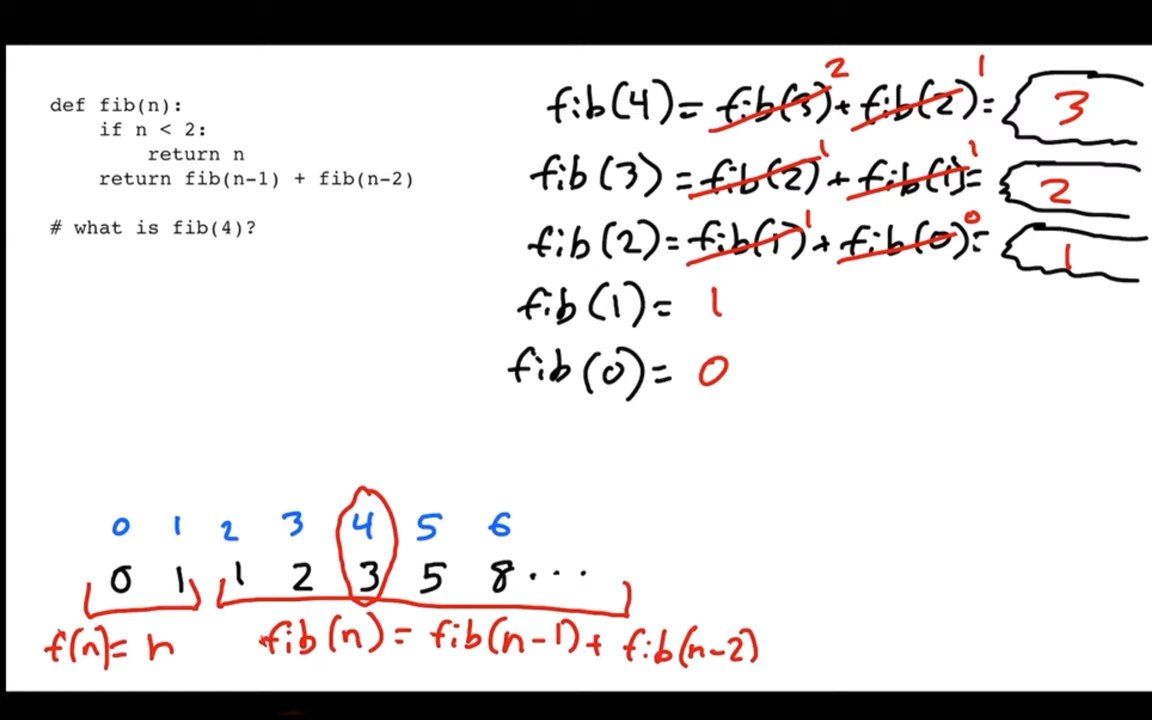 def fib(n):
    if n < 2:
        return n
    return fib(n-1) + fib(n-2)
# what is fib(4)?
fib(4) = fib(3) 2 + fib(2) 1 = 3
fib(3) = fib(2) 1 + fib(1) 1 = 2
fib(2) = fib(1) 1 + fib(0) 0 = 1
fib(1) = 1
fib(0) = 0
0 1 2 3 4 5 6
0 1 1 2 3 5 8 ...
f(n) = n
fib(n) = fib(n-1) + fib(n-2)